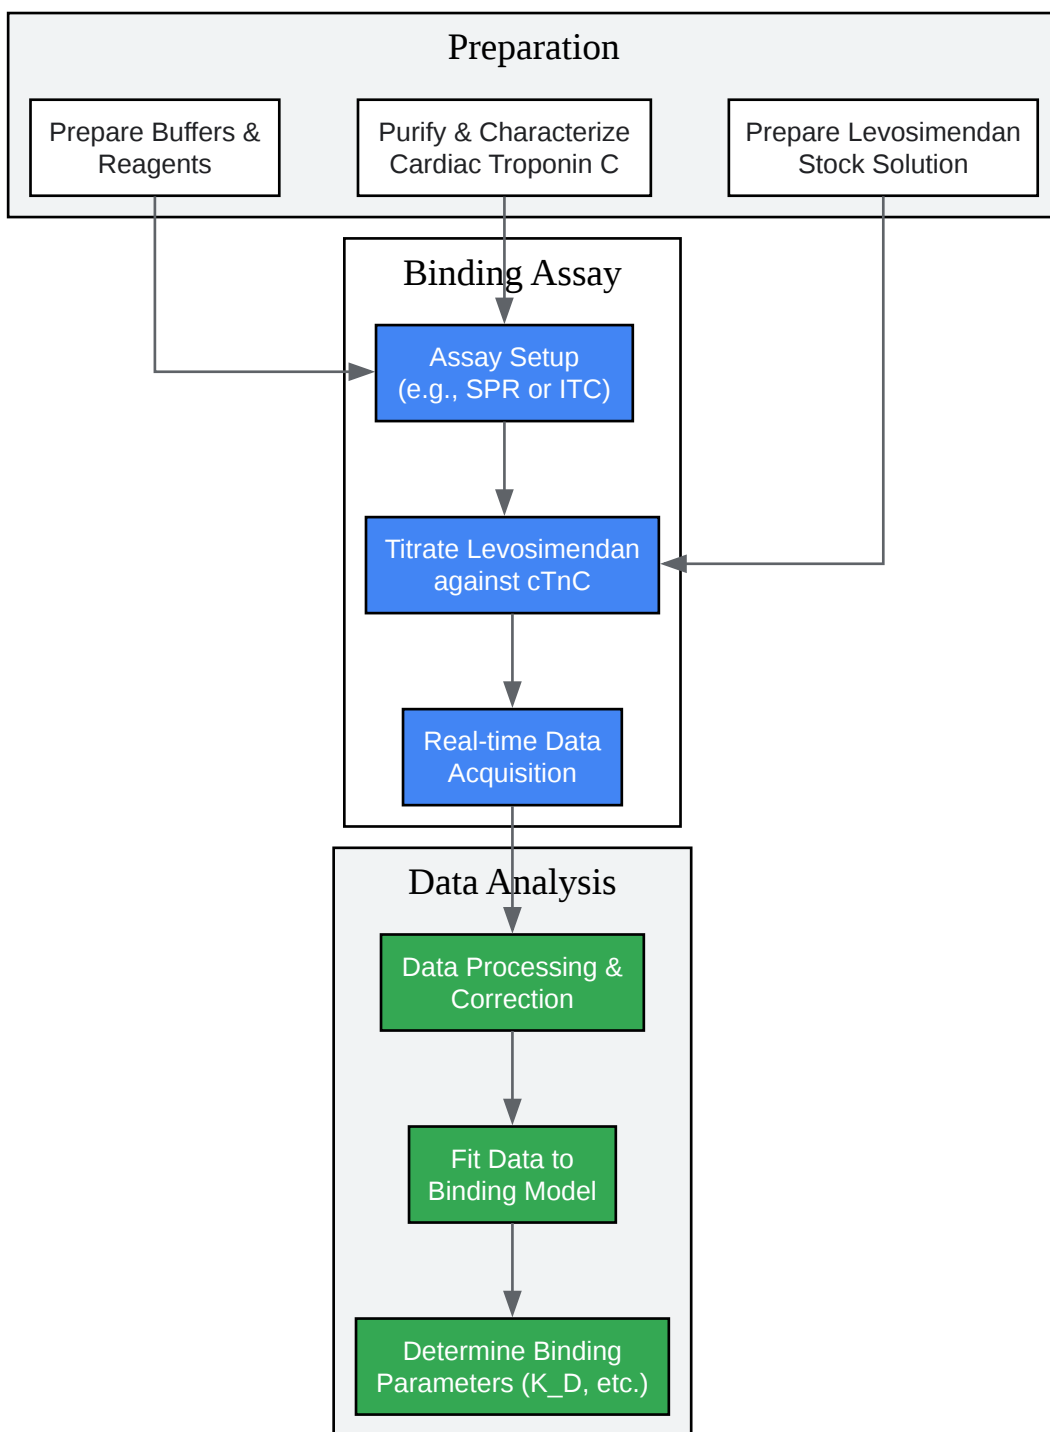 Preparation
Prepare Buffers &
Reagents
Purify & Characterize
Cardiac Troponin C
Prepare Levosimendan
Stock Solution
Binding Assay
Assay Setup
(e.g., SPR or ITC)
Titrate Levosimendan
against cTnC
Real-time Data
Acquisition
Data Analysis
Data Processing &
Correction
Fit Data to
Binding Model
Determine Binding
Parameters (K_D, etc.)